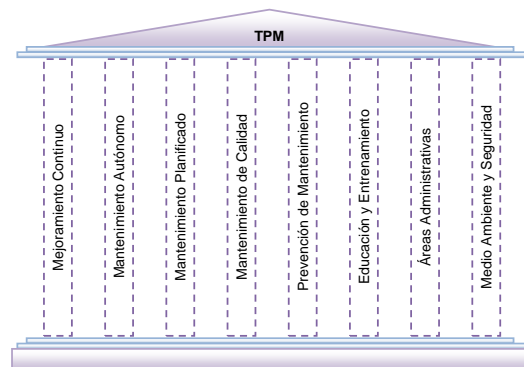 TPM
Mejoramiento Continuo
Mantenimiento Autónomo
Mantenimiento Planificado
Mantenimiento de Calidad
Prevención de Mantenimiento
Educación y Entrenamiento
Áreas Administrativas
Medio Ambiente y Seguridad